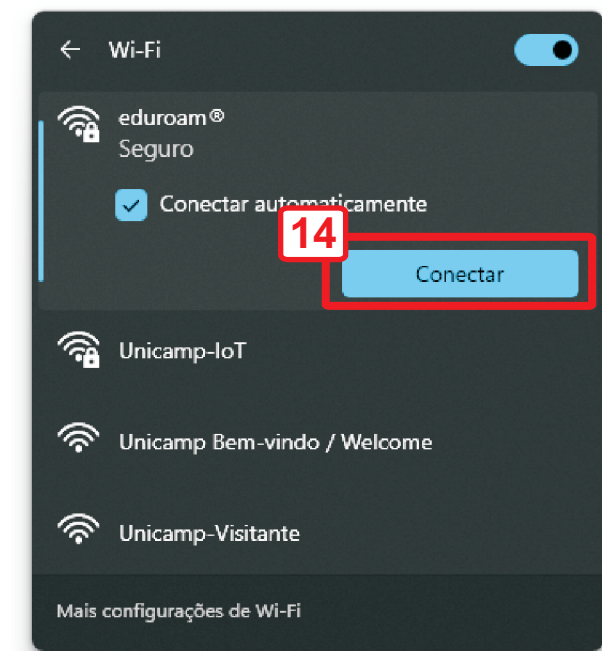 Wi-Fi
eduroam®
Seguro
Conectar automaticamente
14
Conectar
Unicamp-IoT
Unicamp Bem-vindo / Welcome
Unicamp-Visitante
Mais configurações de Wi-Fi